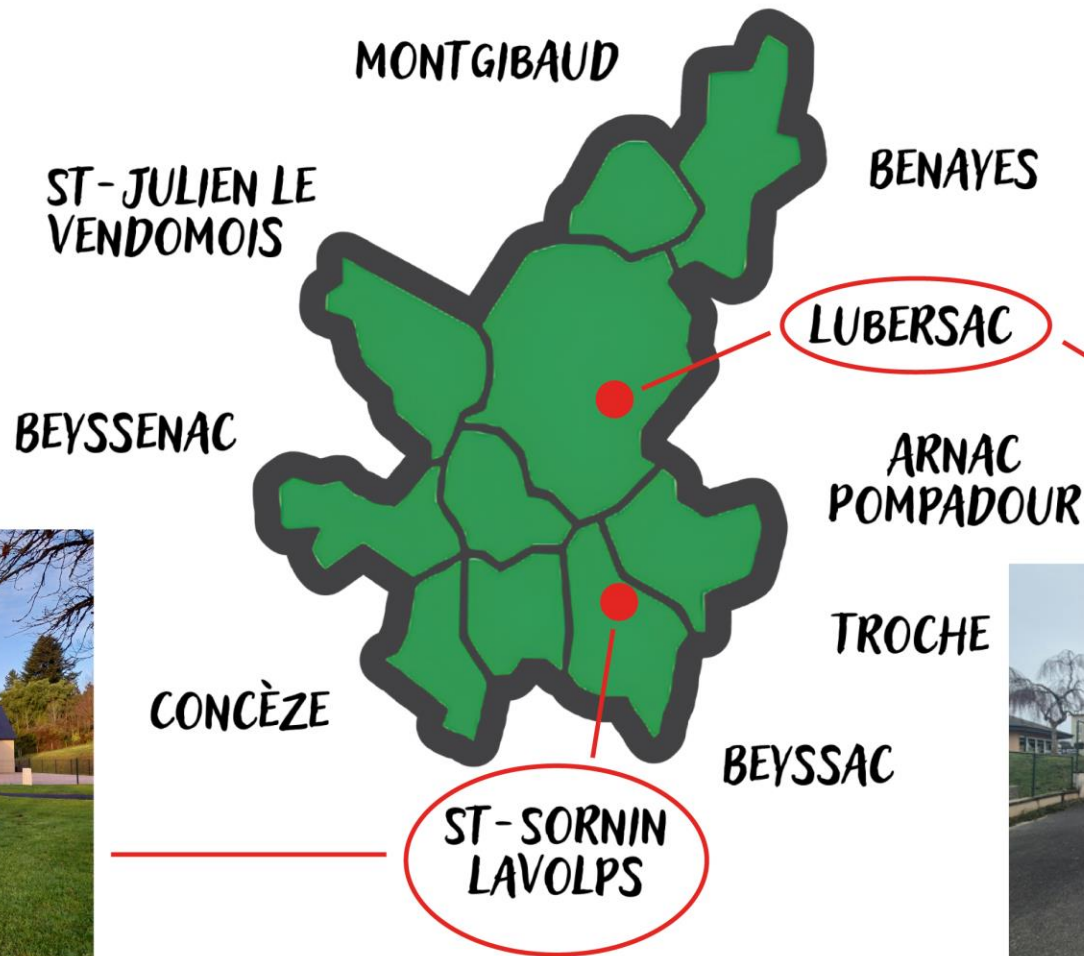 MONTGIBAUD
BENAYES
ST-JULIEN LE
VENDOMOIS
LUBERSAC
BEYSSENAC
ARNAC
POMPADOUR
TROCHE
CONCÈZE
BEYSSAC
ST-SORNIN
LAVOLPS